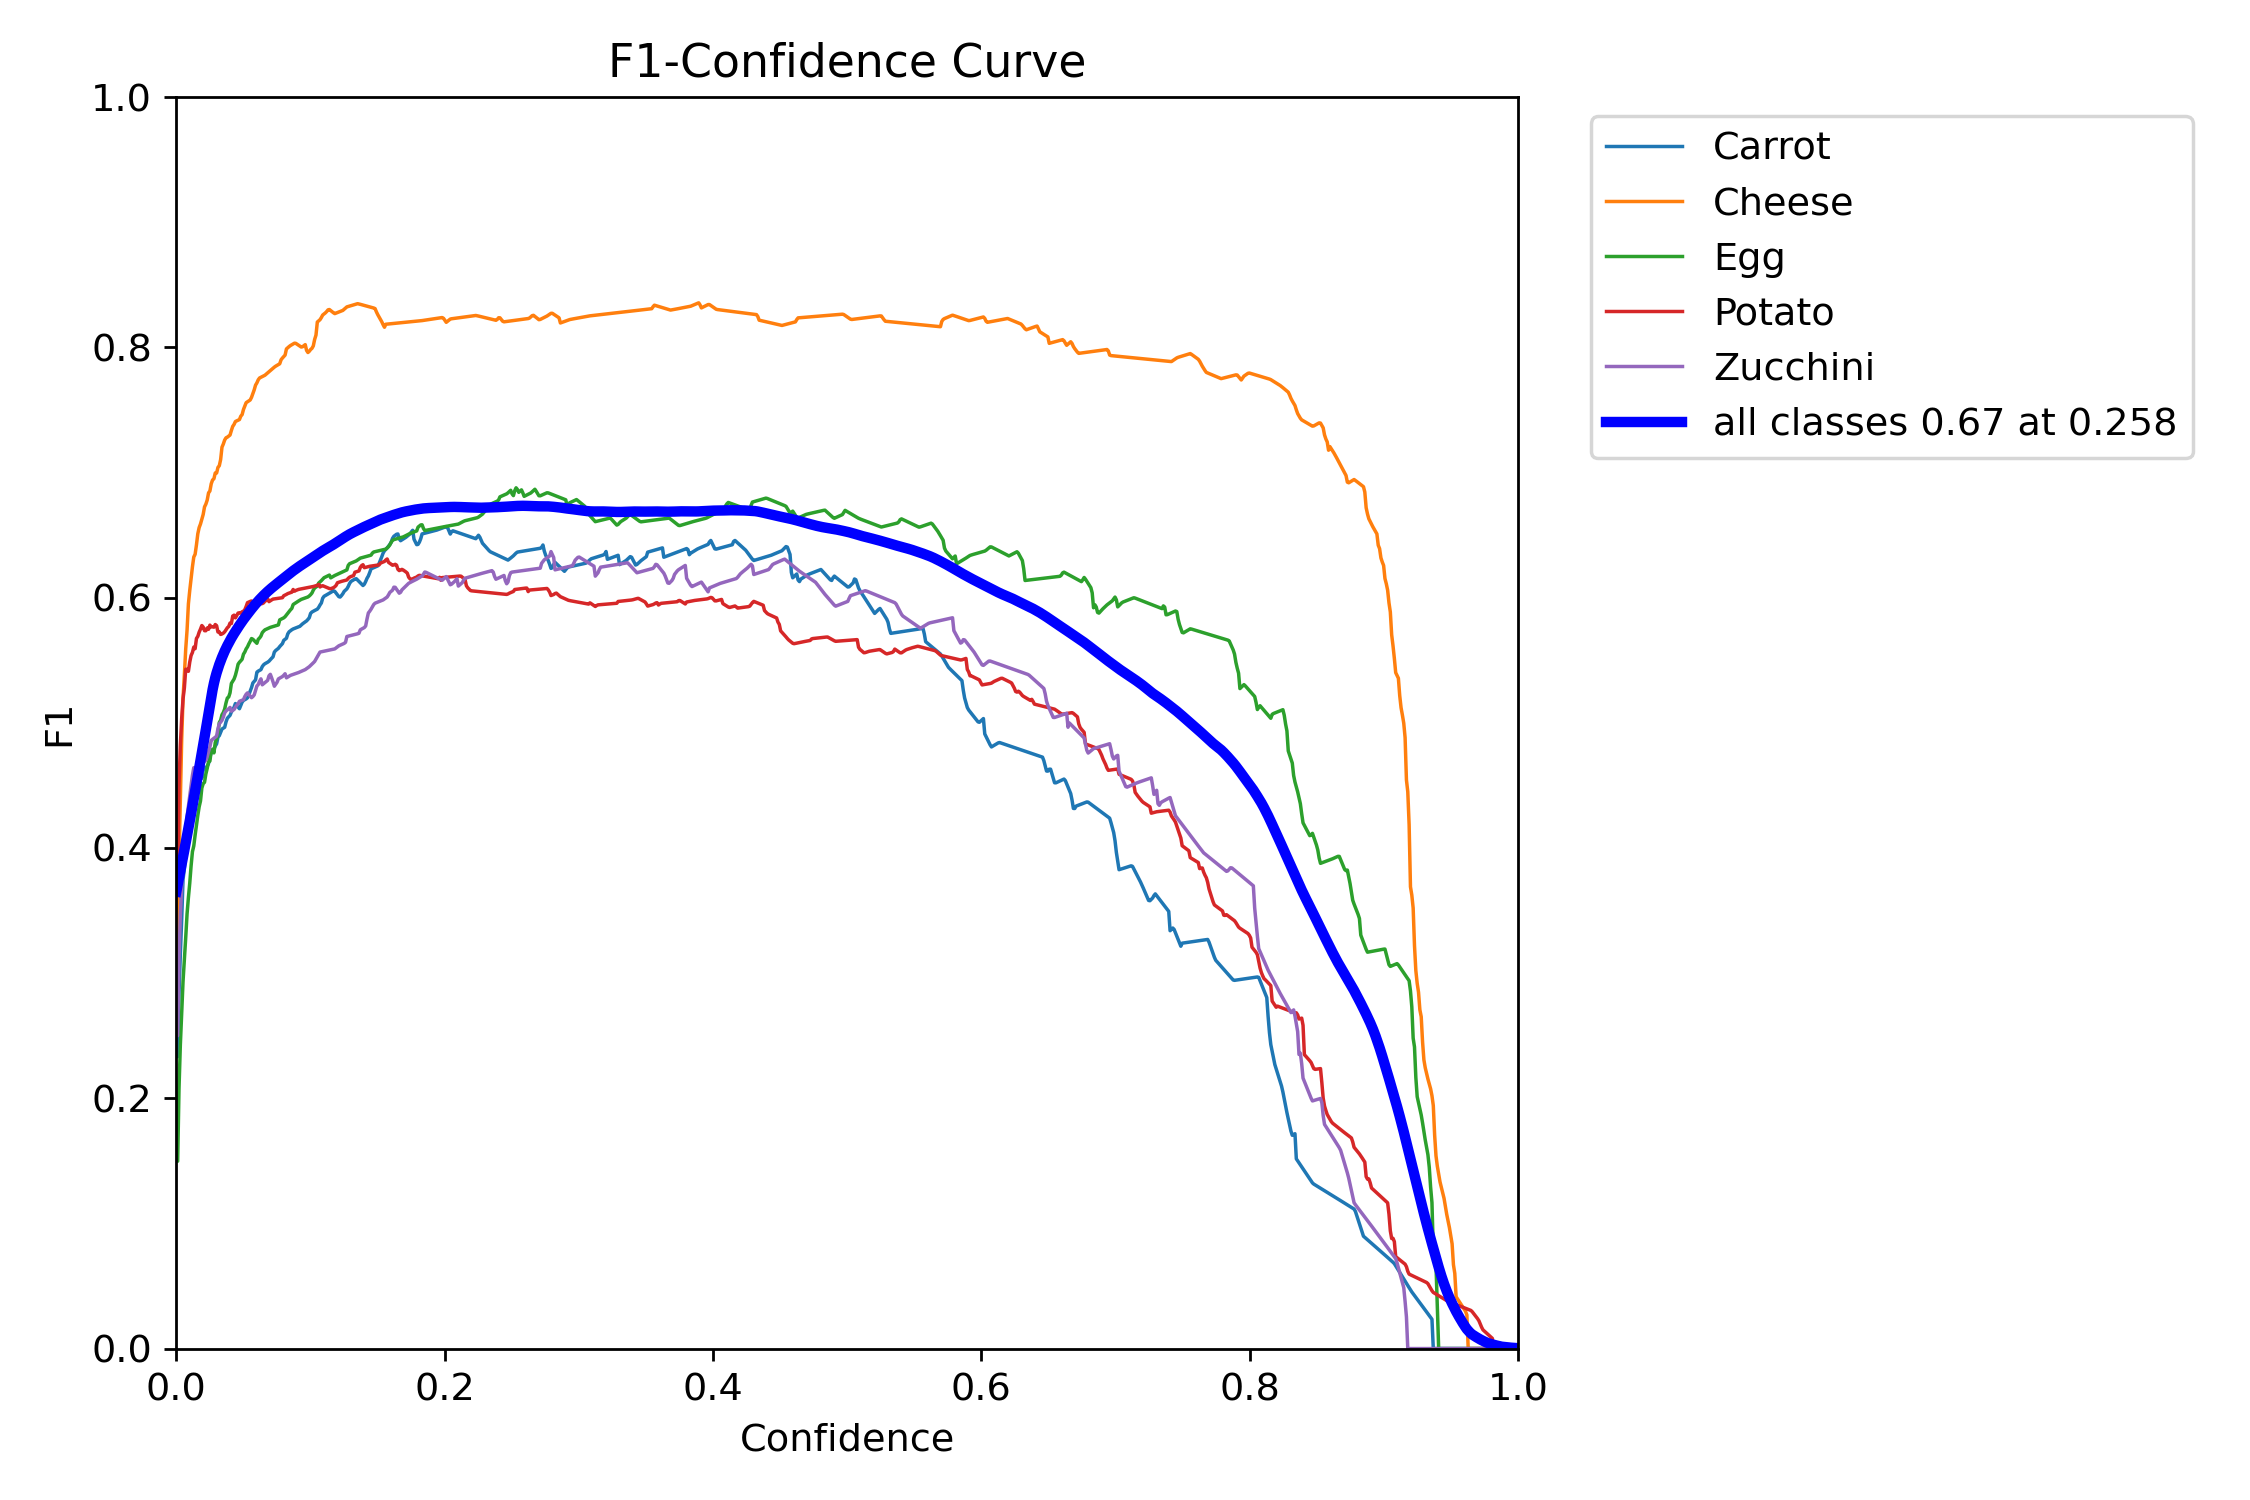 F1-Confidence Curve
1.0
0.8
0.6
0.4
0.2
0.0
F1
0.0 0.2 0.4 0.6 0.8 1.0
Confidence
Carrot
Cheese
Egg
Potato
Zucchini
all classes 0.67 at 0.258